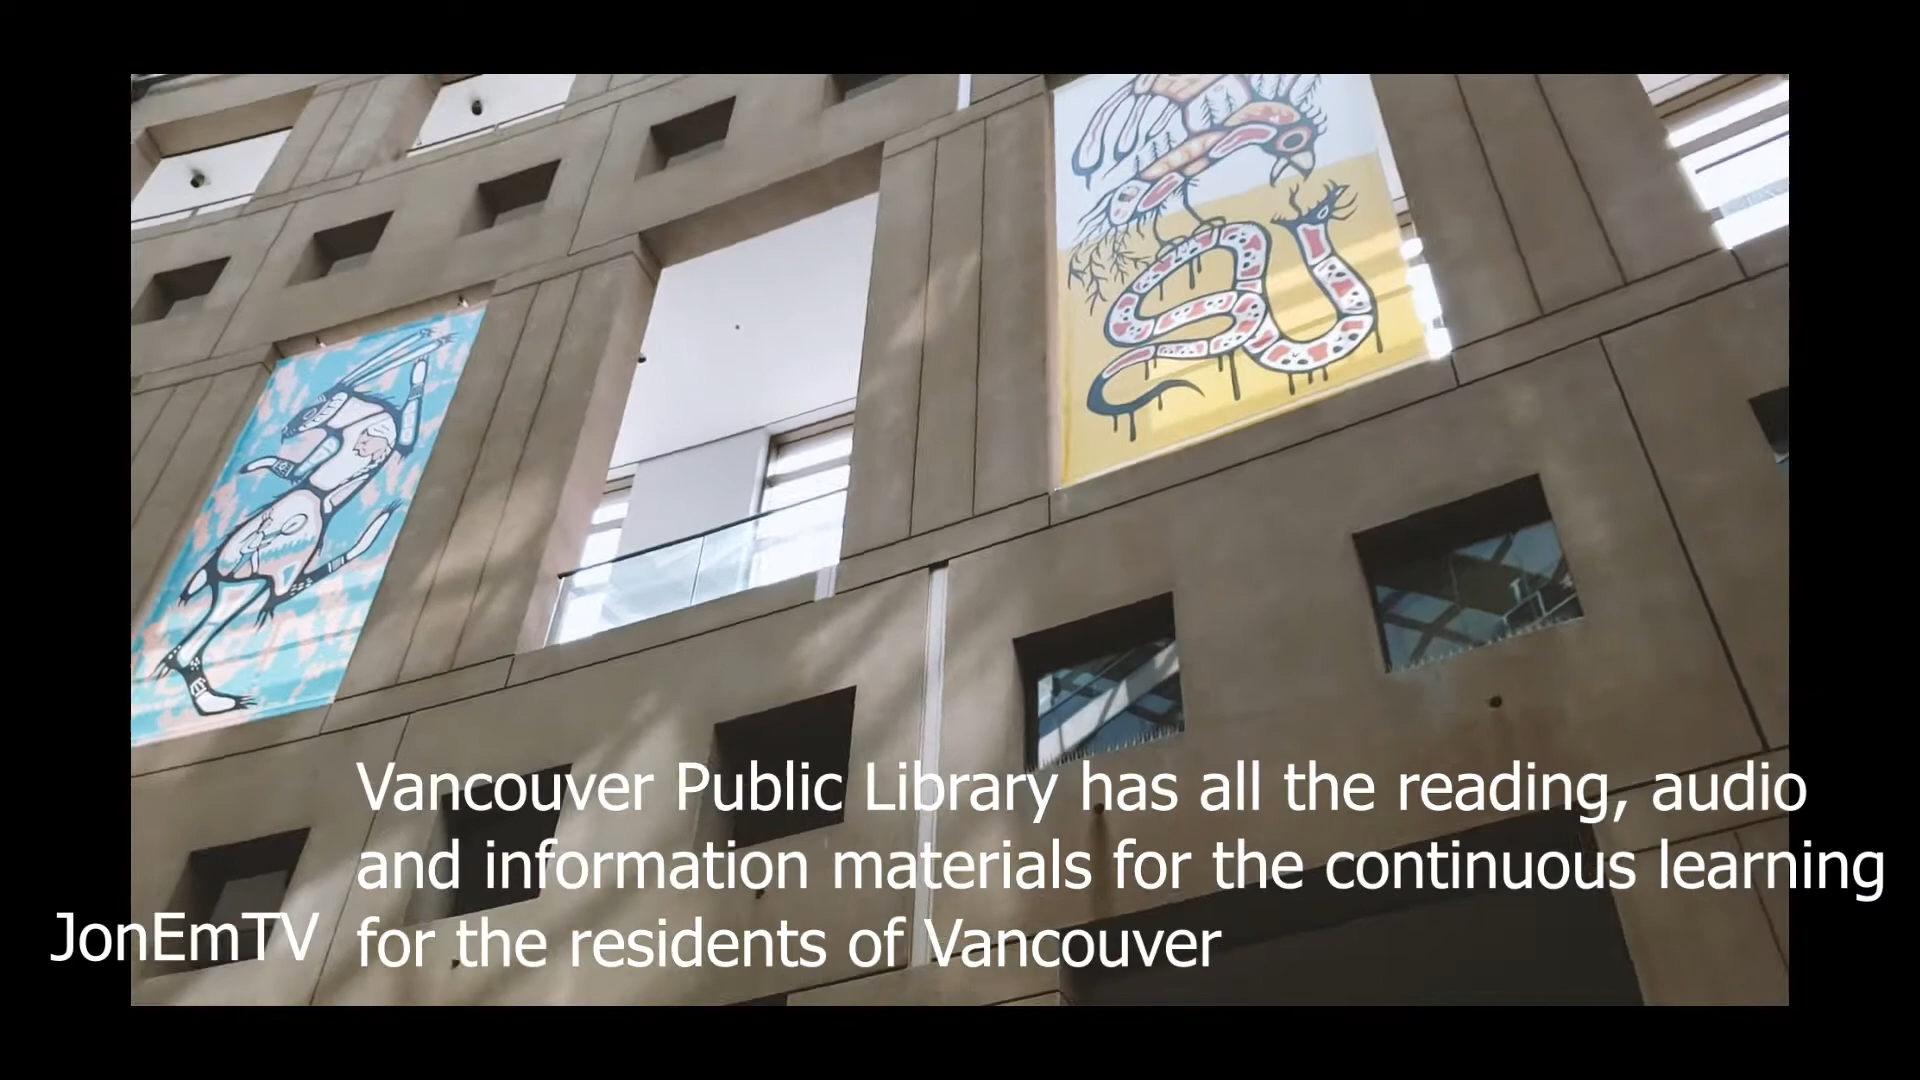 Vancouver Public Library has all the reading, audio
and information materials for the continuous learning
for the residents of Vancouver
JonEmTV